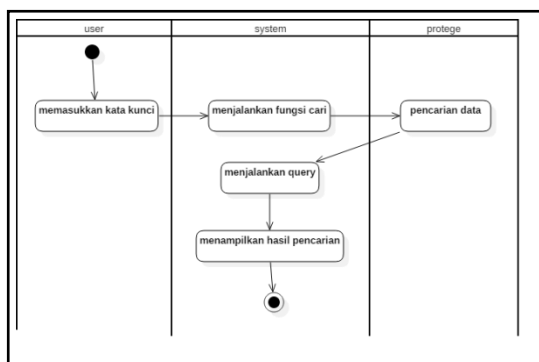 user
system
protege
memasukkan kata kunci
menjalankan fungsi cari
pencarian data
menjalankan query
menampilkan hasil pencarian